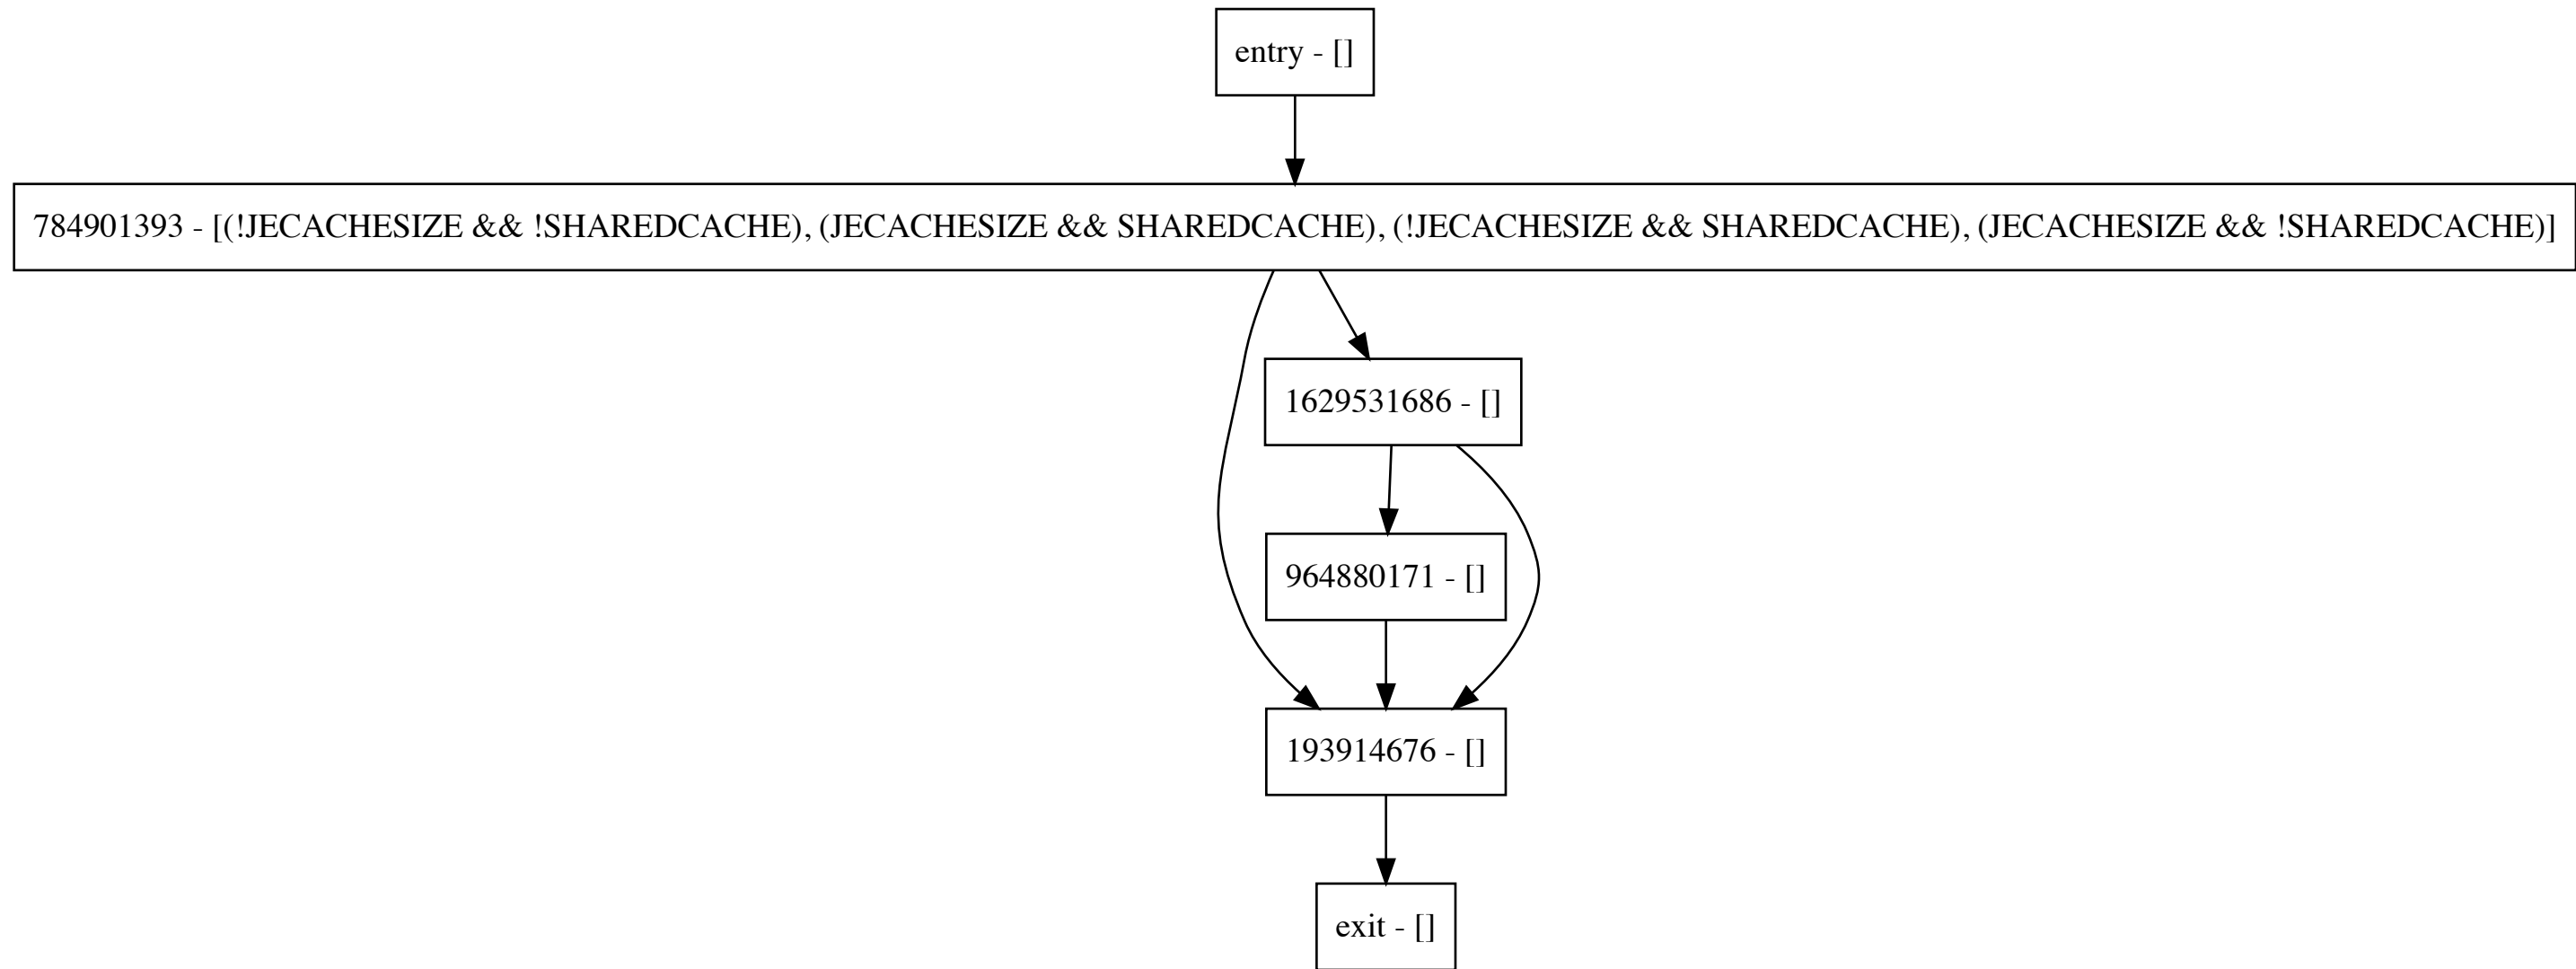 entry - []
784901393 - [(!JECACHESIZE && !SHAREDCACHE), (JECACHESIZE && SHAREDCACHE), (!JECACHESIZE && SHAREDCACHE), (JECACHESIZE && !SHAREDCACHE)]
1629531686 - []
964880171 - []
193914676 - []
exit - []